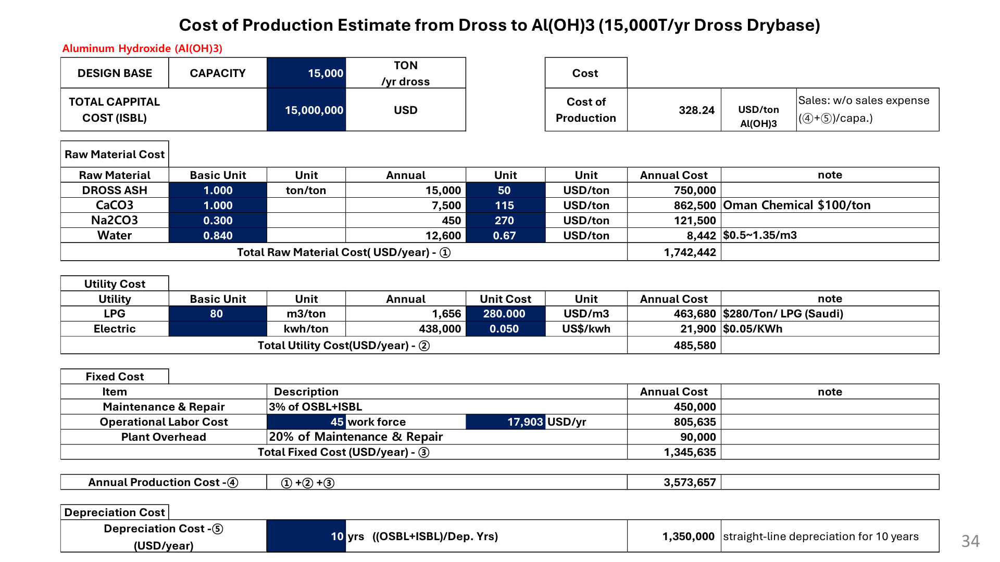 Cost of Production Estimate from Dross to Al(OH)3 (15,000T/yr Dross Drybase)
Aluminum Hydroxide (Al(OH)3)
DESIGN BASE CAPACITY 15,000 TON /yr dross
TOTAL CAPPITAL COST (ISBL) 15,000,000 USD
Cost
Cost of Production 328.24 USD/ton Al(OH)3 Sales: w/o sales expense (④+⑤)/capa.)
Raw Material Cost
Raw Material Basic Unit Unit Annual Unit Unit Annual Cost note
DROSS ASH 1.000 ton/ton 15,000 50 USD/ton 750,000
CaCO3 1.000 7,500 115 USD/ton 862,500 Oman Chemical $100/ton
Na2CO3 0.300 450 270 USD/ton 121,500
Water 0.840 12,600 0.67 USD/ton 8,442 $0.5~1.35/m3
Total Raw Material Cost( USD/year) - ① 1,742,442
Utility Cost
Utility Basic Unit Unit Annual Unit Cost Unit Annual Cost note
LPG 80 m3/ton 1,656 280.000 USD/m3 463,680 $280/Ton/ LPG (Saudi)
Electric kwh/ton 438,000 0.050 US$/kwh 21,900 $0.05/KWh
Total Utility Cost(USD/year) - ② 485,580
Fixed Cost
Item Description Annual Cost note
Maintenance & Repair 3% of OSBL+ISBL 450,000
Operational Labor Cost 45 work force 17,903 USD/yr 805,635
Plant Overhead 20% of Maintenance & Repair 90,000
Total Fixed Cost (USD/year) - ③ 1,345,635
Annual Production Cost -④ ① +② +③ 3,573,657
Depreciation Cost
Depreciation Cost -⑤ (USD/year) 10 yrs ((OSBL+ISBL)/Dep. Yrs) 1,350,000 straight-line depreciation for 10 years
34